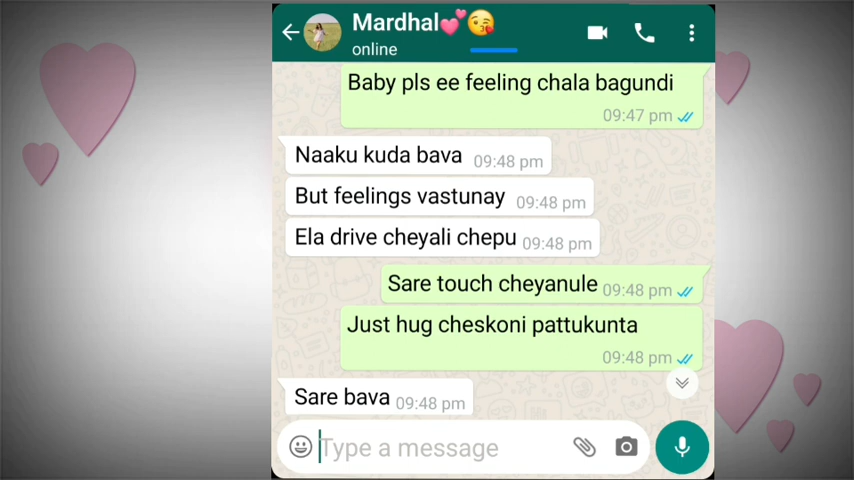 Mardhal💕😘
online
Baby pls ee feeling chala bagundi
09:47 pm
Naaku kuda bava 09:48 pm
But feelings vastunay 09:48 pm
Ela drive cheyali chepu 09:48 pm
Sare touch cheyanule 09:48 pm
Just hug cheskoni pattukunta
09:48 pm
Sare bava 09:48 pm
Type a message